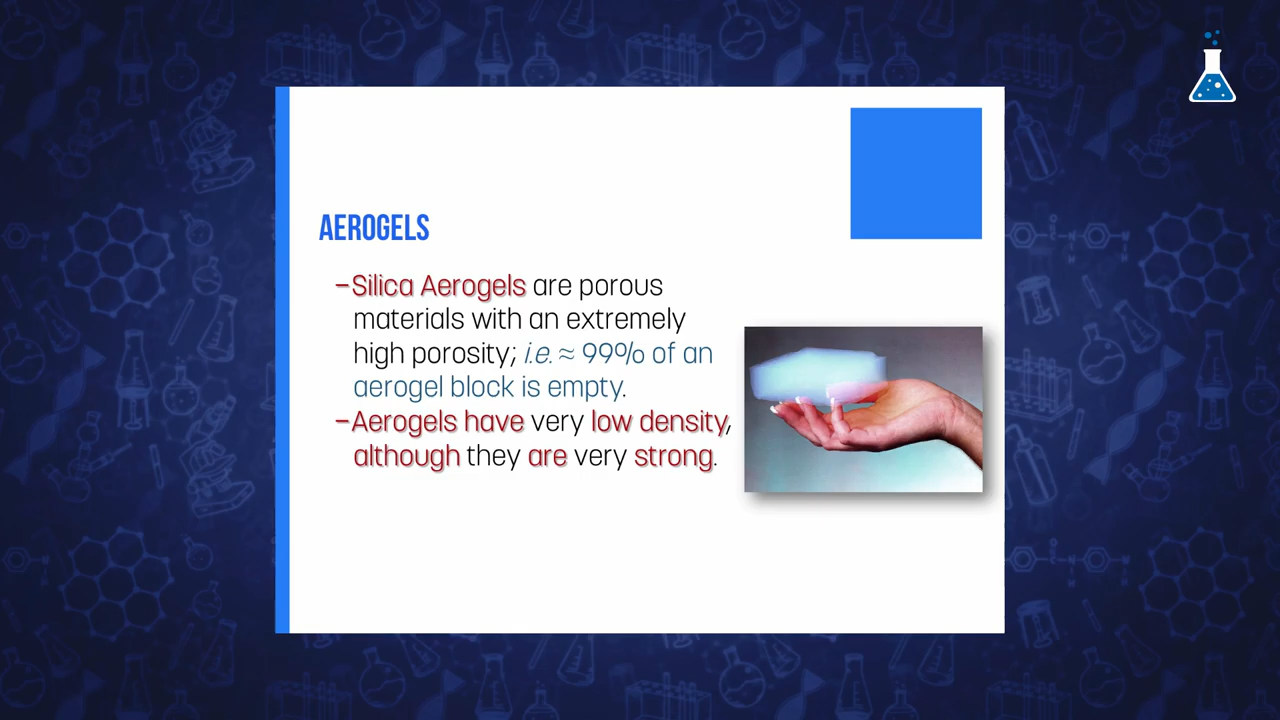 AEROGELS
–Silica Aerogels are porous
materials with an extremely
high porosity; i.e. ≈ 99% of an
aerogel block is empty.
–Aerogels have very low density,
although they are very strong.